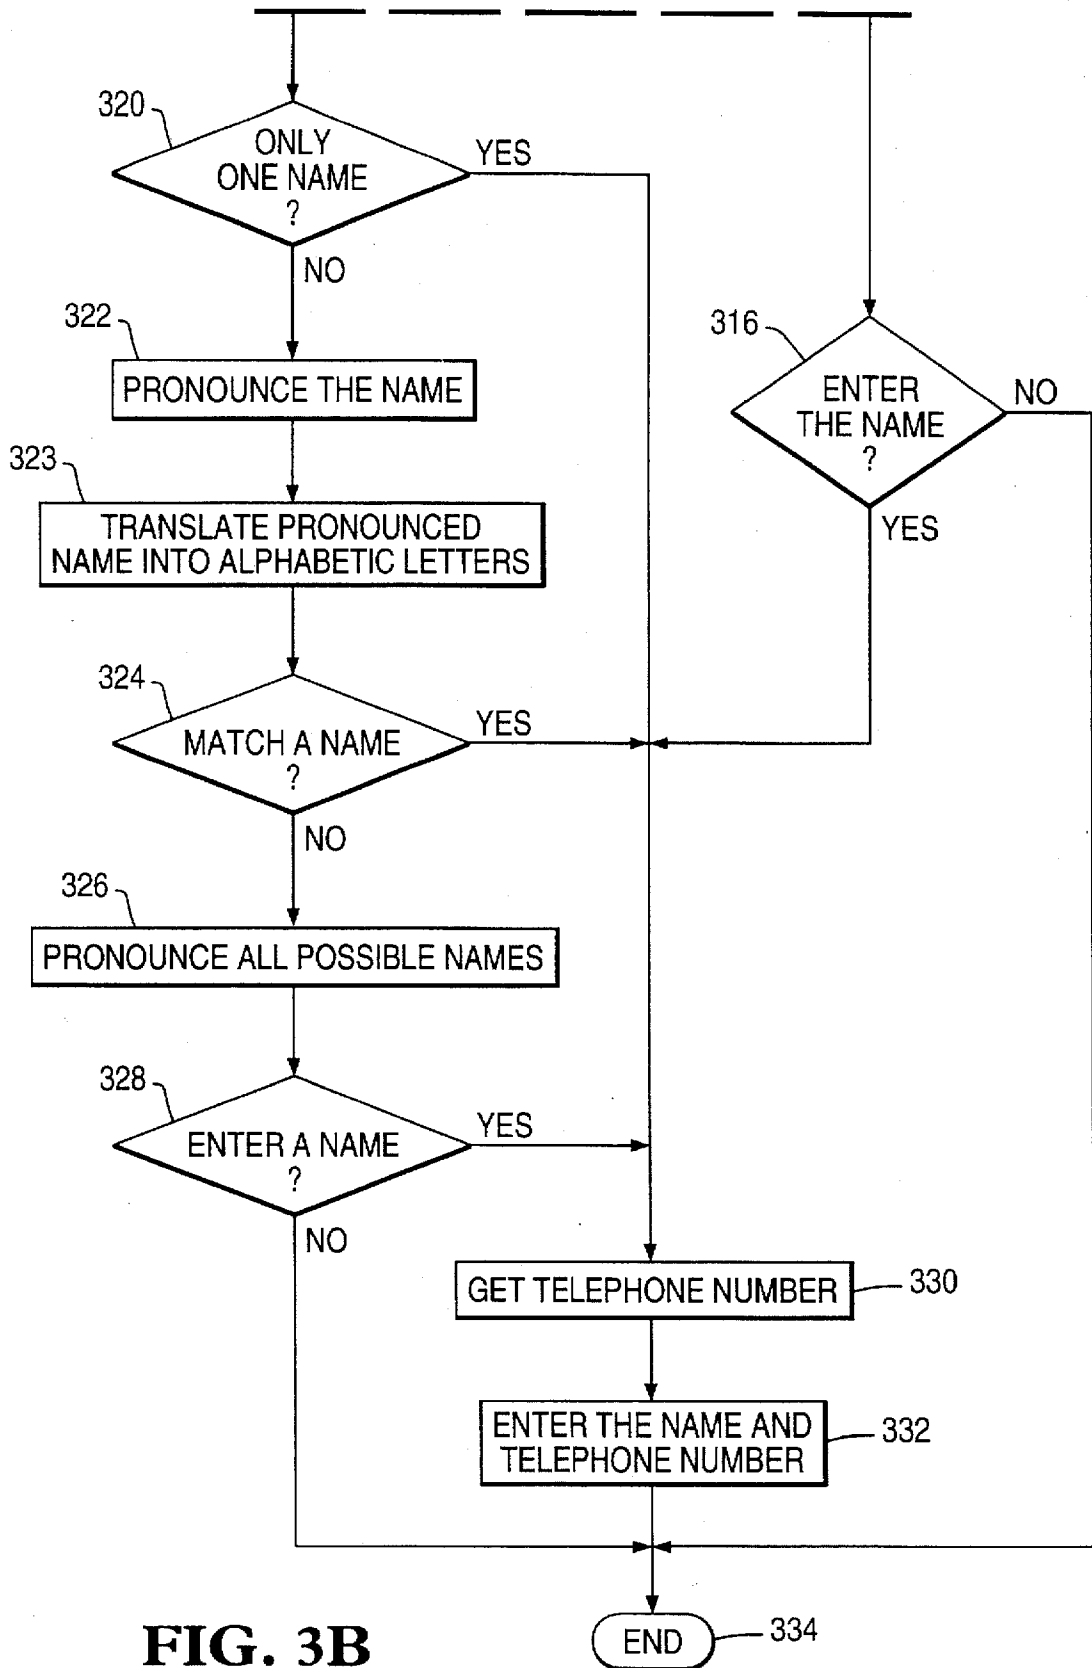 320
ONLY
ONE NAME
?
YES
NO
322
PRONOUNCE THE NAME
316
ENTER
THE NAME
?
NO
YES
323
TRANSLATE PRONOUNCED
NAME INTO ALPHABETIC LETTERS
324
MATCH A NAME
?
YES
NO
326
PRONOUNCE ALL POSSIBLE NAMES
328
ENTER A NAME
?
YES
NO
GET TELEPHONE NUMBER
330
ENTER THE NAME AND
TELEPHONE NUMBER
332
END
334
FIG. 3B